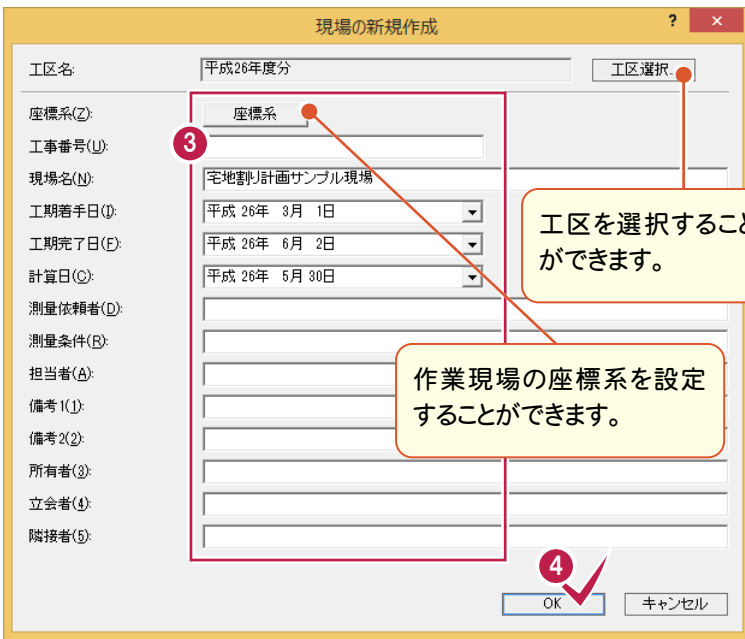 現場の新規作成
? ×
工区名: 平成26年度分 工区選択...
座標系(Z): 座標系
3
工事番号(U):
現場名(N): 宅地割り計画サンプル現場
工期着手日(I): 平成 26年 3月 1日
工区を選択すること
ができます。
工期完了日(F): 平成 26年 6月 2日
計算日(C): 平成 26年 5月 30日
測量依頼者(D):
測量条件(R):
作業現場の座標系を設定
することができます。
担当者(A):
備考1(1):
備考2(2):
所有者(3):
立会者(4):
隣接者(5):
4
OK キャンセル